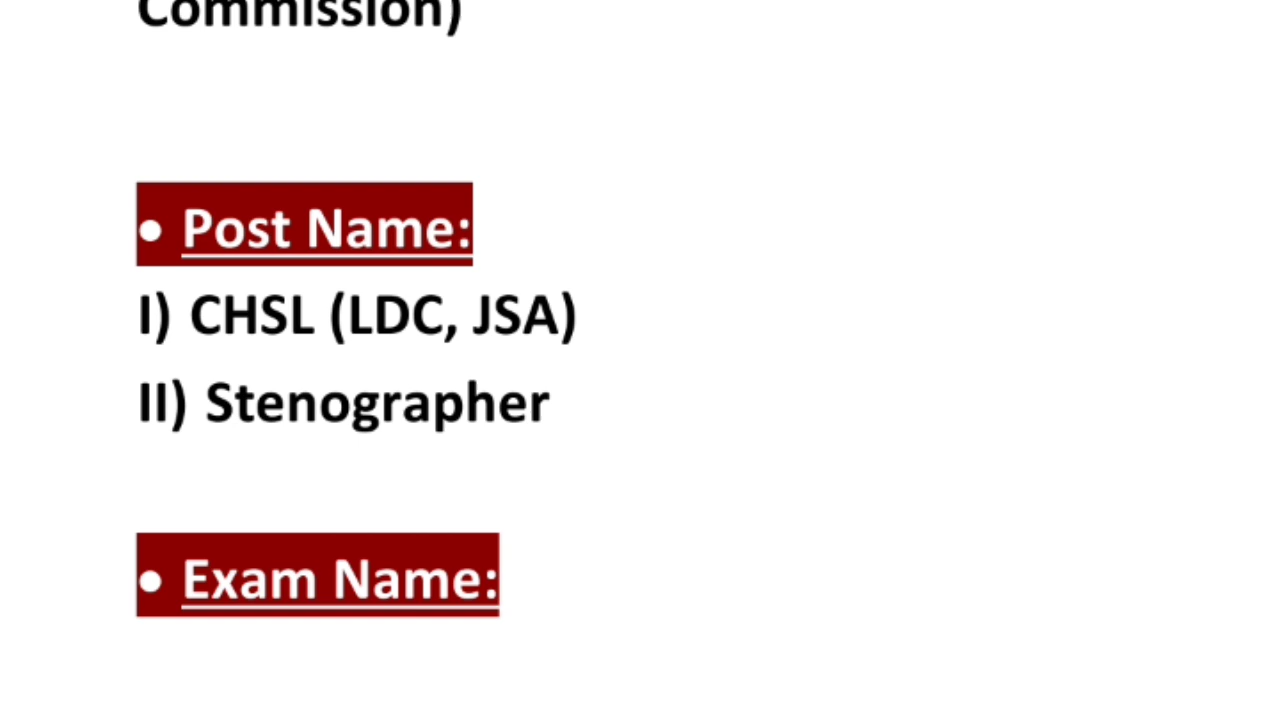 Commission)
• Post Name:
I) CHSL (LDC, JSA)
II) Stenographer
• Exam Name: